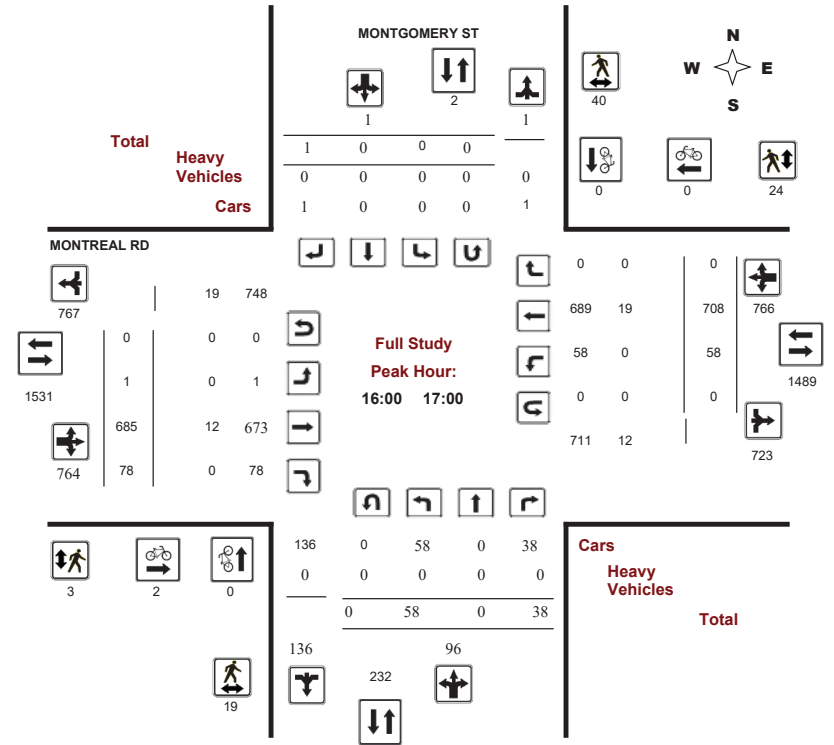 MONTGOMERY ST
N
W E
S
2
40
1 1
Total
1 0 0 0
Heavy
Vehicles
0 0 0 0 0
Cars
1 0 0 0 1
0 0 24
MONTREAL RD
767
19 748
0 0 0
766
689 19 708
1531
0 0 0
Full Study
Peak Hour:
16:00 17:00
58 0 58
1489
1 0 1
0 0 0
685 12 673
711 12
723
764
78 0 78
136 0 58 0 38
Cars
0 0 0 0 0
Heavy
Vehicles
3 2 0
0 58 0 38
Total
136 96
232
19